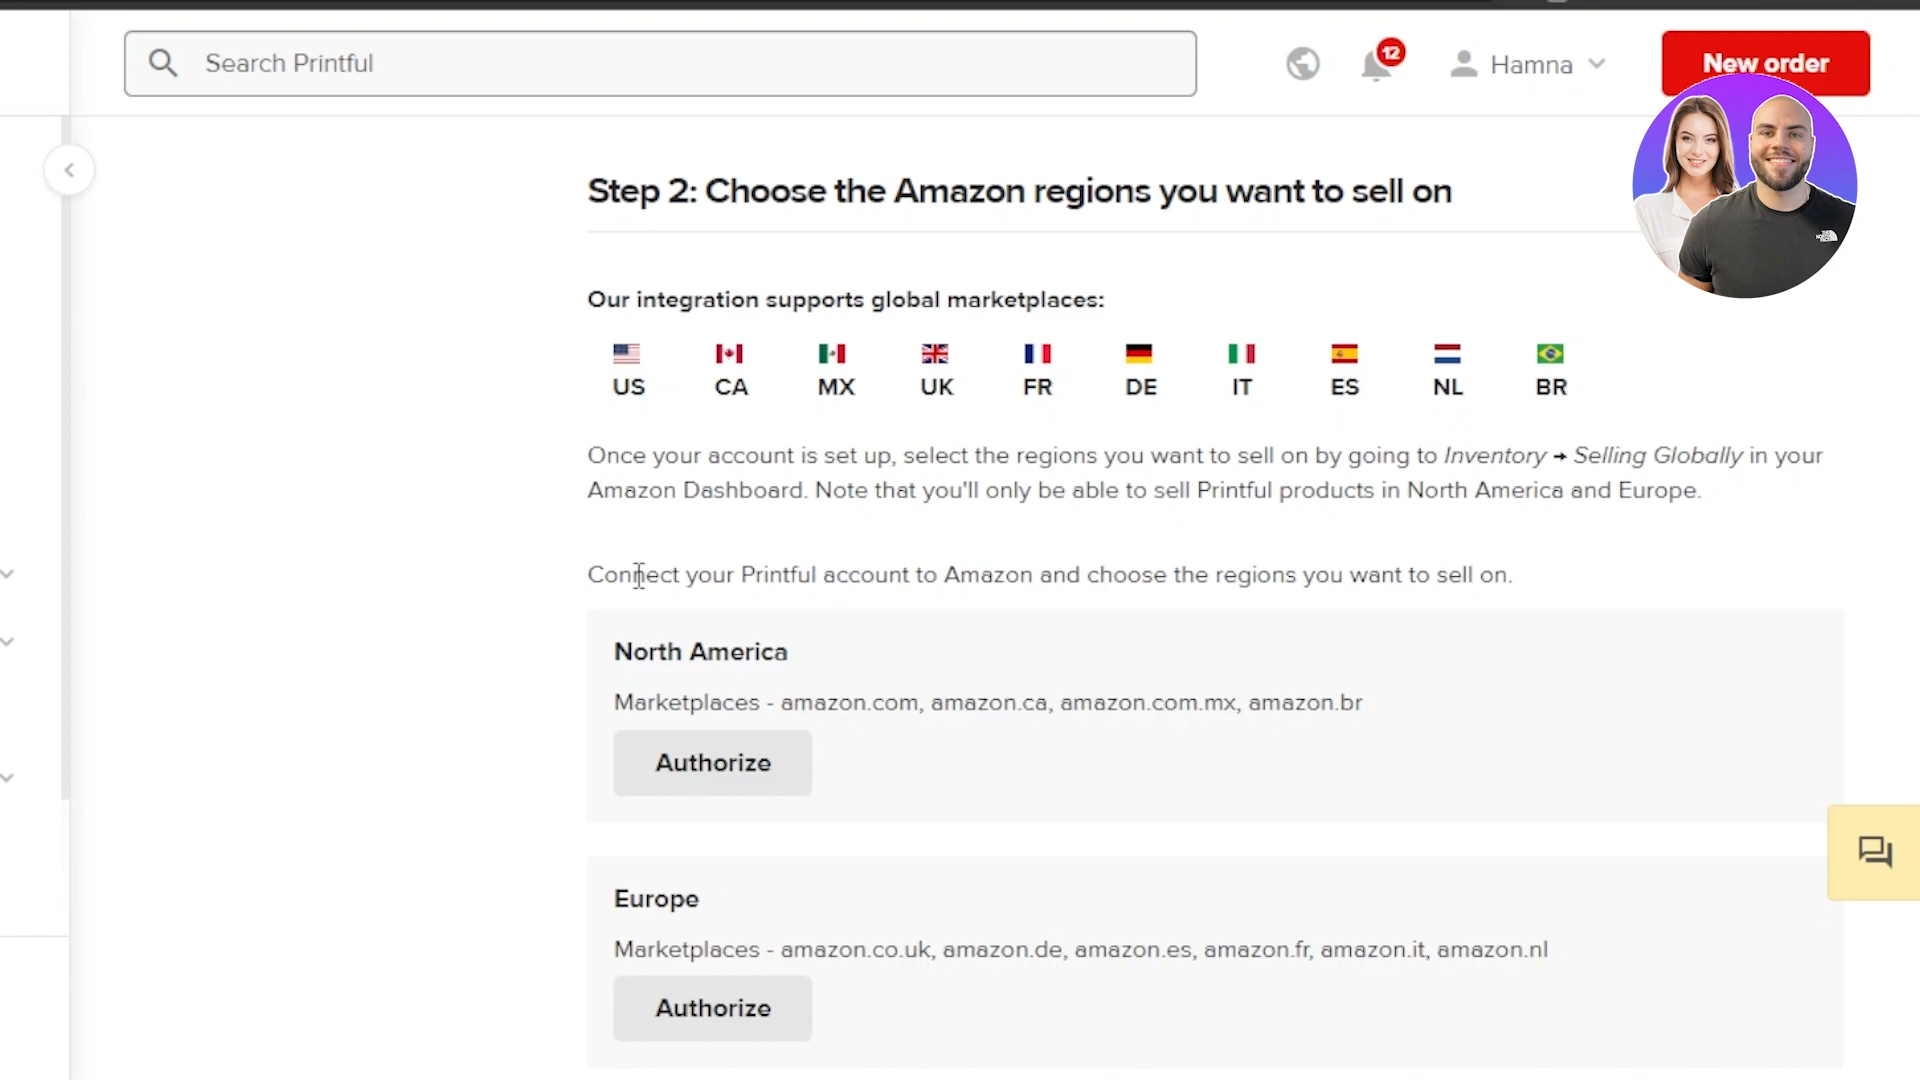 Search Printful
12
Hamna
New order
Step 2: Choose the Amazon regions you want to sell on
Our integration supports global marketplaces:
US CA MX UK FR DE IT ES NL BR
Once your account is set up, select the regions you want to sell on by going to Inventory → Selling Globally in your
Amazon Dashboard. Note that you'll only be able to sell Printful products in North America and Europe.
Connect your Printful account to Amazon and choose the regions you want to sell on.
North America
Marketplaces - amazon.com, amazon.ca, amazon.com.mx, amazon.br
Authorize
Europe
Marketplaces - amazon.co.uk, amazon.de, amazon.es, amazon.fr, amazon.it, amazon.nl
Authorize